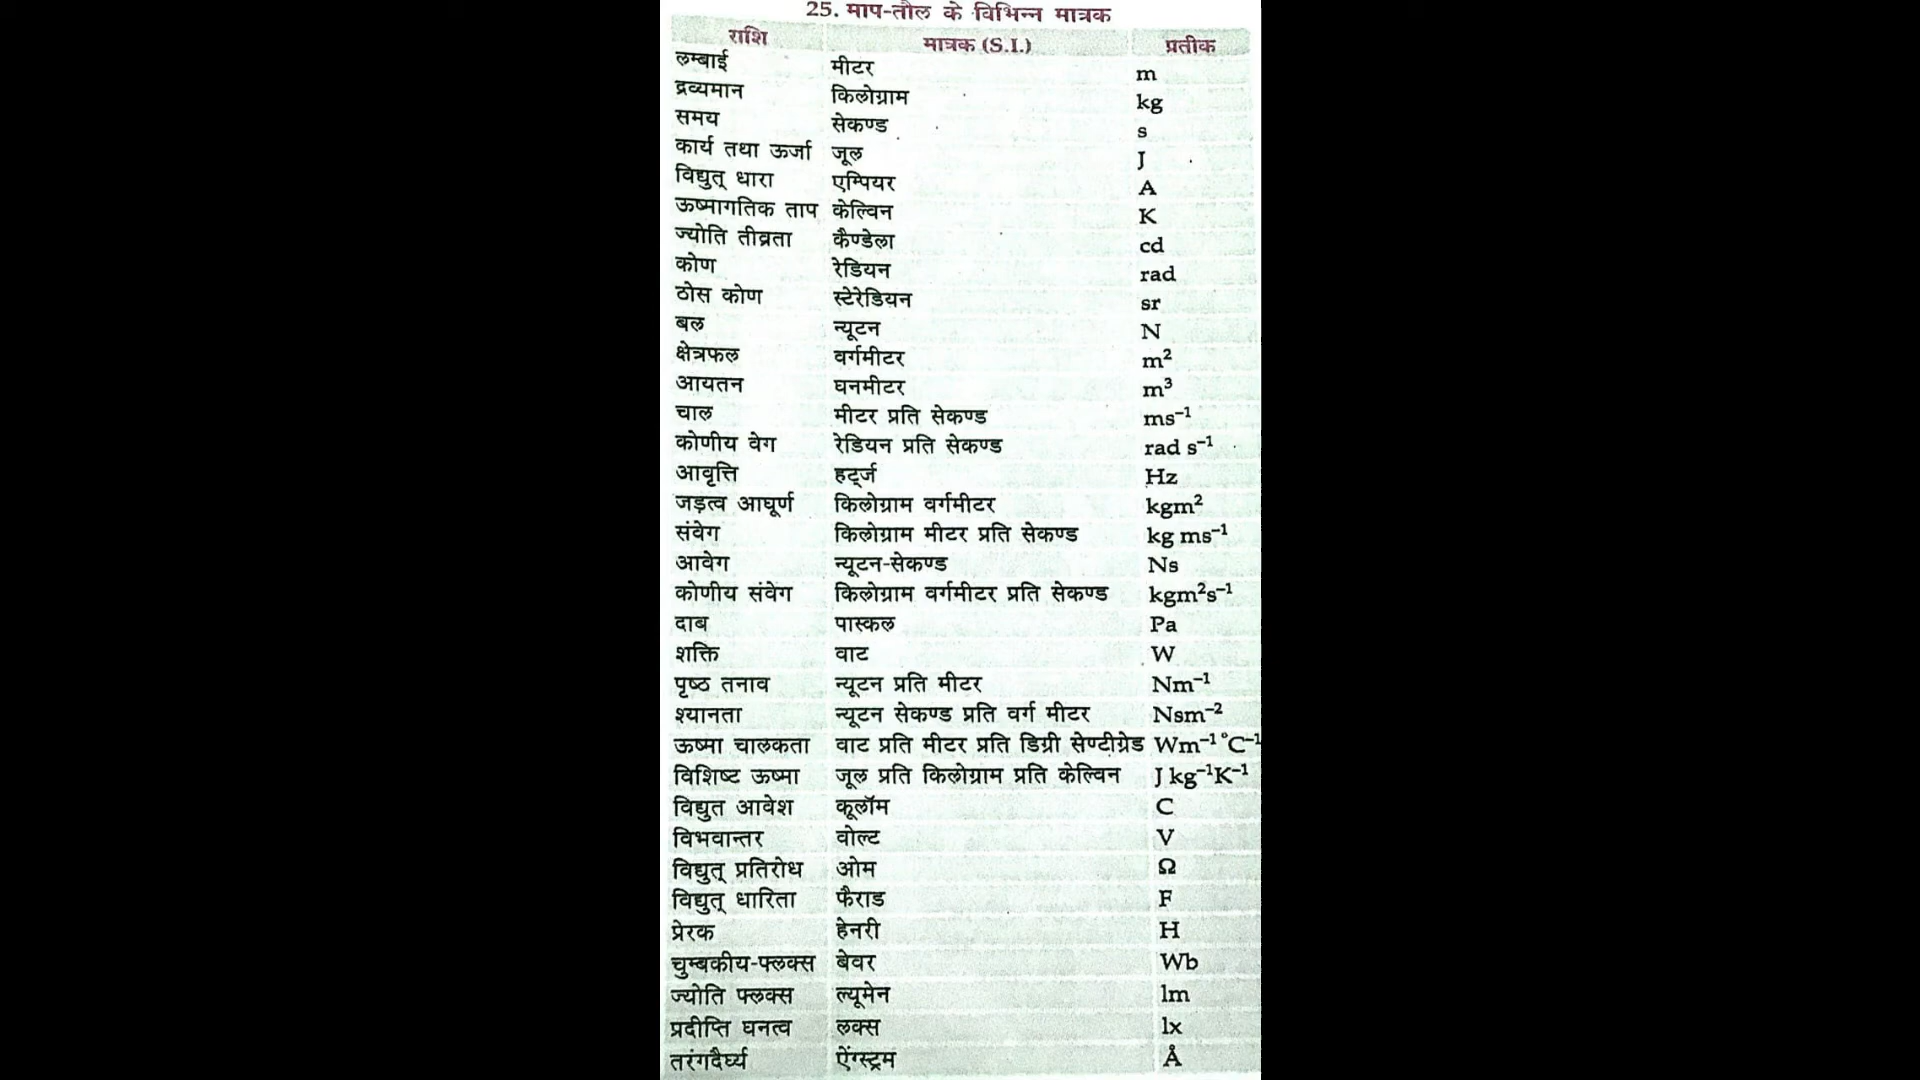 25. माप-तौल के विभिन्न मात्रक
राशि मात्रक (S.I.) प्रतीक
लम्बाई मीटर m
द्रव्यमान किलोग्राम kg
समय सेकण्ड s
कार्य तथा ऊर्जा जूल J
विद्युत् धारा एम्पियर A
ऊष्मागतिक ताप केल्विन K
ज्योति तीव्रता कैण्डेला cd
कोण रेडियन rad
ठोस कोण स्टेरेडियन sr
बल न्यूटन N
क्षेत्रफल वर्गमीटर m²
आयतन घनमीटर m³
चाल मीटर प्रति सेकण्ड ms⁻¹
कोणीय वेग रेडियन प्रति सेकण्ड rad s⁻¹
आवृत्ति हर्ट्ज Hz
जड़त्व आघूर्ण किलोग्राम वर्गमीटर kgm²
संवेग किलोग्राम मीटर प्रति सेकण्ड kg ms⁻¹
आवेग न्यूटन-सेकण्ड Ns
कोणीय संवेग किलोग्राम वर्गमीटर प्रति सेकण्ड kgm²s⁻¹
दाब पास्कल Pa
शक्ति वाट W
पृष्ठ तनाव न्यूटन प्रति मीटर Nm⁻¹
श्यानता न्यूटन सेकण्ड प्रति वर्ग मीटर Nsm⁻²
ऊष्मा चालकता वाट प्रति मीटर प्रति डिग्री सेण्टीग्रेड Wm⁻¹°C⁻¹
विशिष्ट ऊष्मा जूल प्रति किलोग्राम प्रति केल्विन J kg⁻¹K⁻¹
विद्युत आवेश कूलॉम C
विभवान्तर वोल्ट V
विद्युत् प्रतिरोध ओम Ω
विद्युत् धारिता फैराड F
प्रेरक हेनरी H
चुम्बकीय-फ्लक्स बेवर Wb
ज्योति फ्लक्स ल्यूमेन lm
प्रदीप्ति घनत्व लक्स lx
तरंगदैर्घ्य ऐंग्स्ट्रम Å